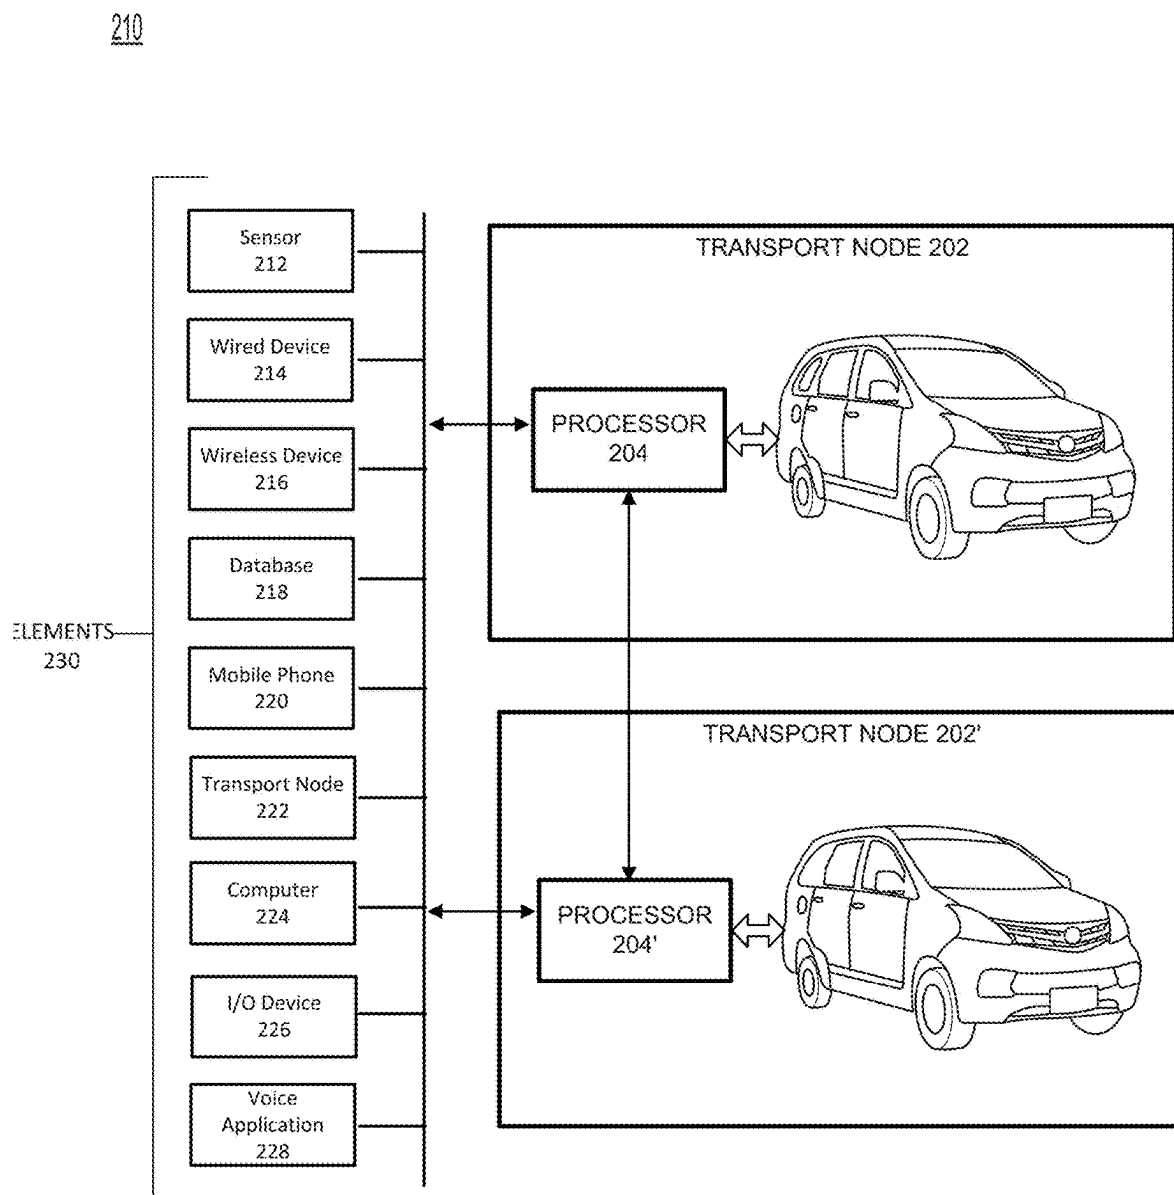 210
Sensor
212
Wired Device
214
Wireless Device
216
Database
218
ELEMENTS
230
Mobile Phone
220
Transport Node
222
Computer
224
I/O Device
226
Voice
Application
228
TRANSPORT NODE 202
PROCESSOR
204
TRANSPORT NODE 202'
PROCESSOR
204'